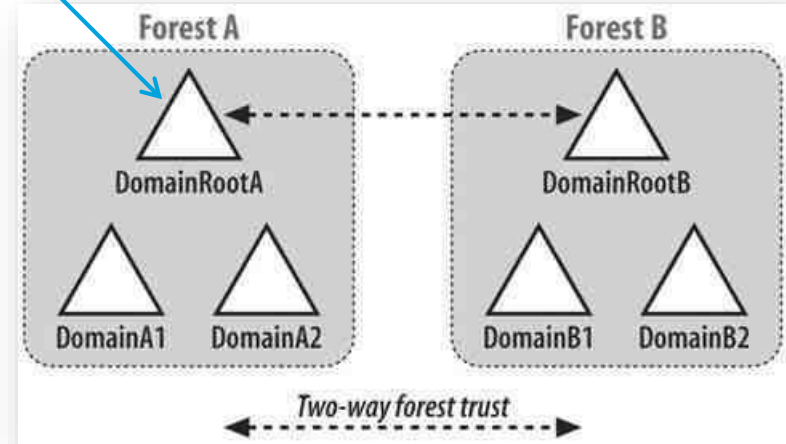 Forest A Forest B
DomainRootA DomainRootB
DomainA1 DomainA2 DomainB1 DomainB2
Two-way forest trust